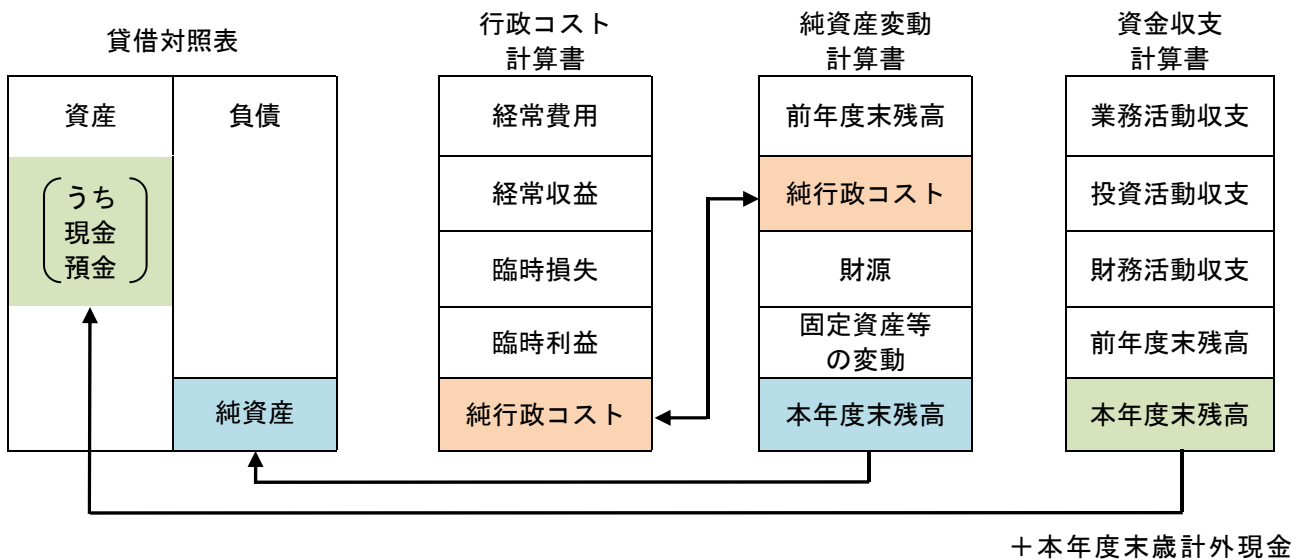 貸借対照表
資産
負債
うち
現金
預金
純資産
行政コスト
計算書
経常費用
経常収益
臨時損失
臨時利益
純行政コスト
純資産変動
計算書
前年度末残高
純行政コスト
財源
固定資産等
の変動
本年度末残高
資金収支
計算書
業務活動収支
投資活動収支
財務活動収支
前年度末残高
本年度末残高
＋本年度末歳計外現金